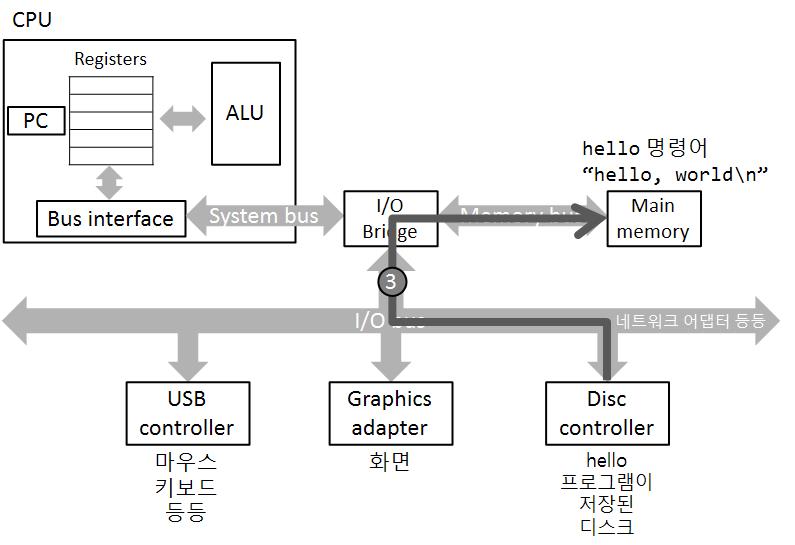 CPU
Registers
PC
ALU
Bus interface
System bus
I/O
Bridge
Memory bus
hello 명령어
“hello, world\n”
Main
memory
3
I/O bus
네트워크 어댑터 등등
USB
controller
마우스
키보드
등등
Graphics
adapter
화면
Disc
controller
hello
프로그램이
저장된
디스크